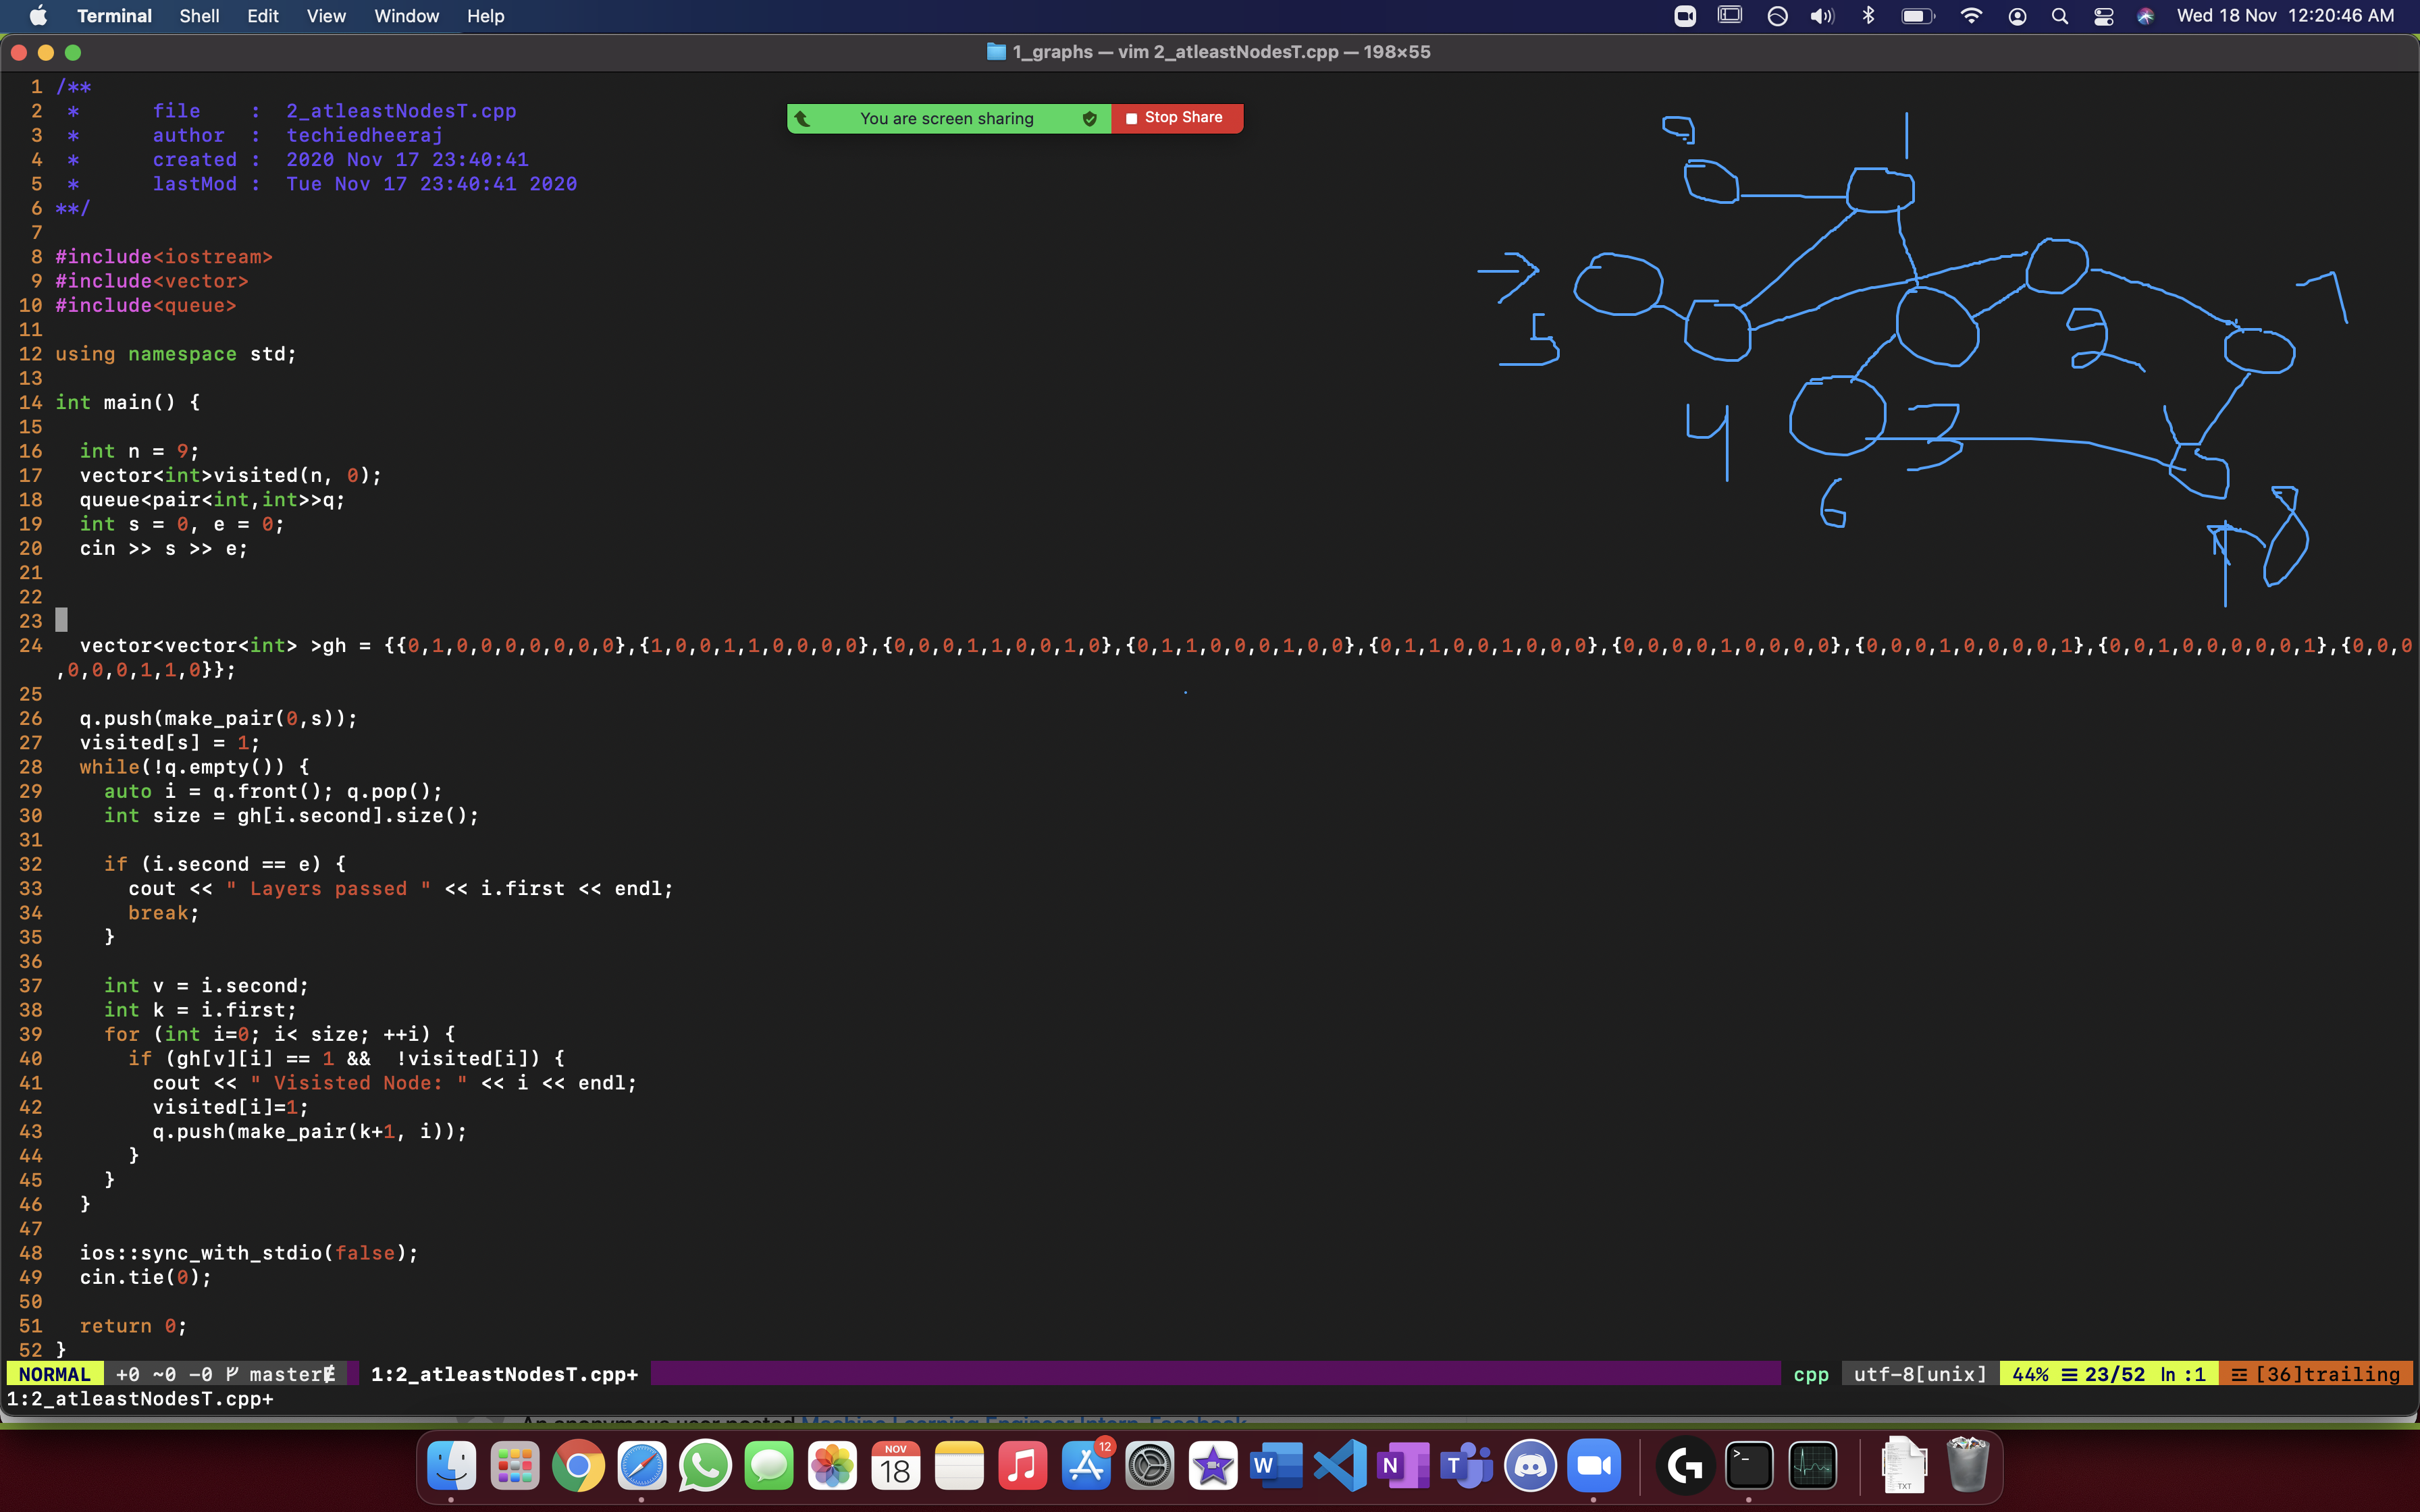 Terminal Shell Edit View Window Help Wed 18 Nov 12:20:46 AM
1_graphs — vim 2_atleastNodesT.cpp — 198×55
You are screen sharing Stop Share
1 /**
2 * file : 2_atleastNodesT.cpp
3 * author : techiedheeraj
4 * created : 2020 Nov 17 23:40:41
5 * lastMod : Tue Nov 17 23:40:41 2020
6 **/
7
8 #include<iostream>
9 #include<vector>
10 #include<queue>
11
12 using namespace std;
13
14 int main() {
15
16 int n = 9;
17 vector<int>visited(n, 0);
18 queue<pair<int,int>>q;
19 int s = 0, e = 0;
20 cin >> s >> e;
21
22
23
24 vector<vector<int> >gh = {{0,1,0,0,0,0,0,0,0},{1,0,0,1,1,0,0,0,0},{0,0,0,1,1,0,0,1,0},{0,1,1,0,0,0,1,0,0},{0,1,1,0,0,1,0,0,0},{0,0,0,0,1,0,0,0,0},{0,0,0,1,0,0,0,0,1},{0,0,1,0,0,0,0,0,1},{0,0,0
,0,0,0,1,1,0}};
25
26 q.push(make_pair(0,s));
27 visited[s] = 1;
28 while(!q.empty()) {
29 auto i = q.front(); q.pop();
30 int size = gh[i.second].size();
31
32 if (i.second == e) {
33 cout << " Layers passed " << i.first << endl;
34 break;
35 }
36
37 int v = i.second;
38 int k = i.first;
39 for (int i=0; i< size; ++i) {
40 if (gh[v][i] == 1 && !visited[i]) {
41 cout << " Visisted Node: " << i << endl;
42 visited[i]=1;
43 q.push(make_pair(k+1, i));
44 }
45 }
46 }
47
48 ios::sync_with_stdio(false);
49 cin.tie(0);
50
51 return 0;
52 }
1
7
5
2
4
3
6
8
NORMAL +0 ~0 -0 master 1:2_atleastNodesT.cpp+ cpp utf-8[unix] 44% ☰ 23/52 ln :1 ☲ [36]trailing
1:2_atleastNodesT.cpp+
An anonymous user posted Machine Learning Engineer Intern, Facebook
12
NOV
18
TXT